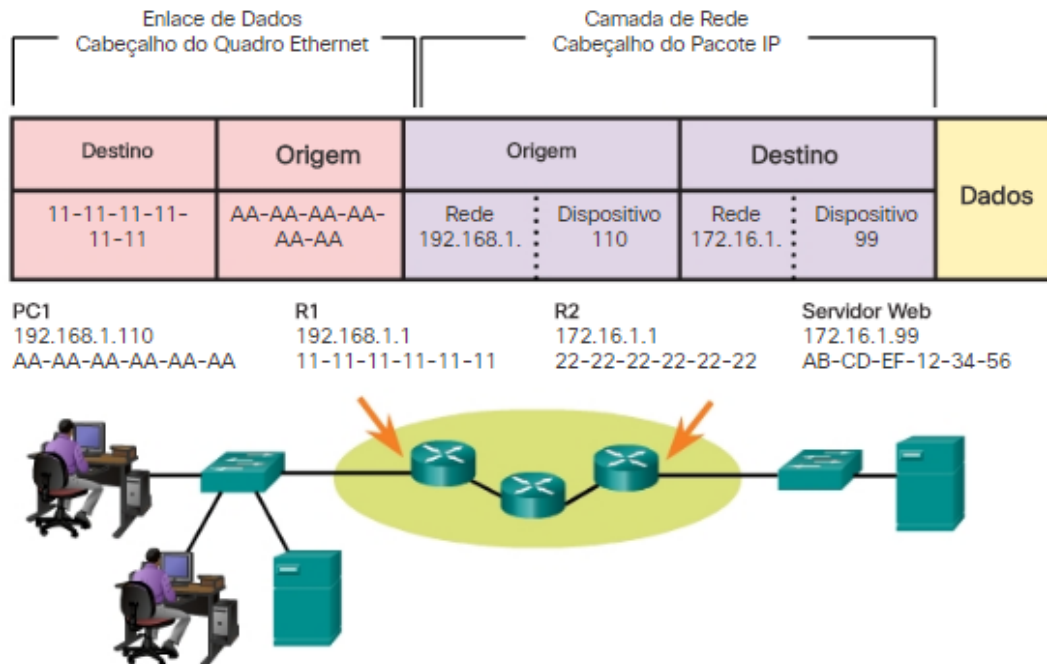 Enlace de Dados
Cabeçalho do Quadro Ethernet
Camada de Rede
Cabeçalho do Pacote IP
Destino
Origem
Origem
Destino
Dados
11-11-11-11-
11-11
AA-AA-AA-AA-
AA-AA
Rede
192.168.1.
Dispositivo
110
Rede
172.16.1.
Dispositivo
99
PC1
192.168.1.110
AA-AA-AA-AA-AA-AA
R1
192.168.1.1
11-11-11-11-11-11
R2
172.16.1.1
22-22-22-22-22-22
Servidor Web
172.16.1.99
AB-CD-EF-12-34-56